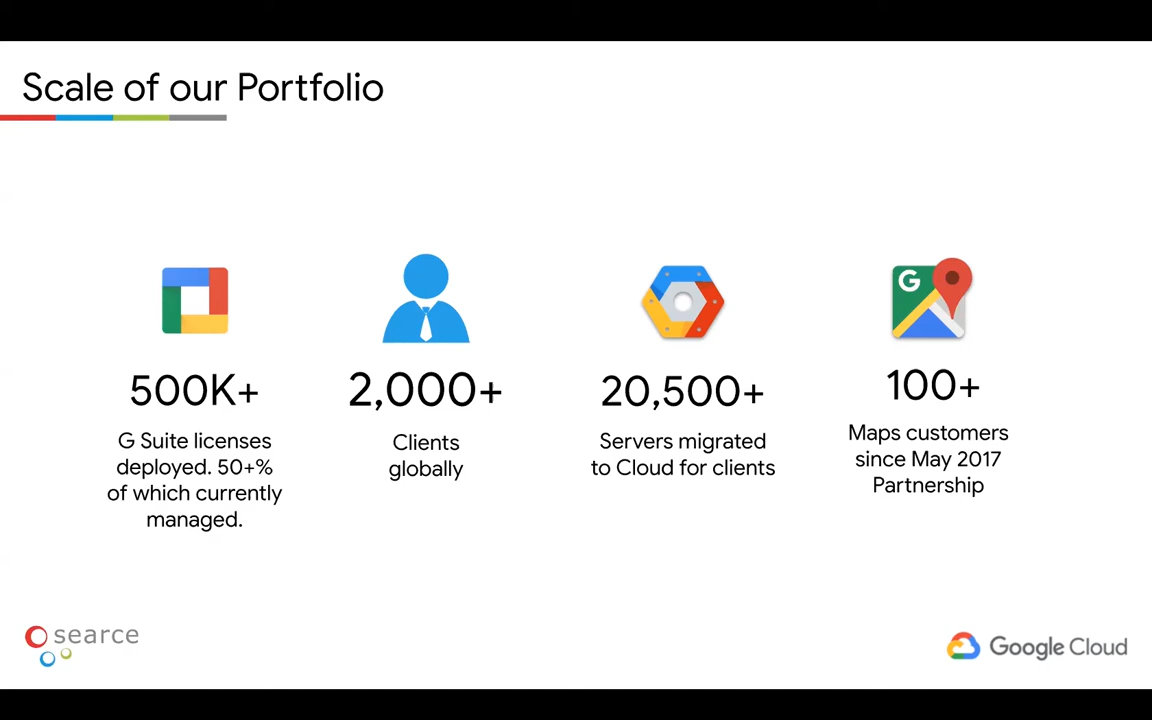 Scale of our Portfolio
G
500K+
G Suite licenses
deployed. 50+%
of which currently
managed.
2,000+
Clients
globally
20,500+
Servers migrated
to Cloud for clients
100+
Maps customers
since May 2017
Partnership
searce
Google Cloud